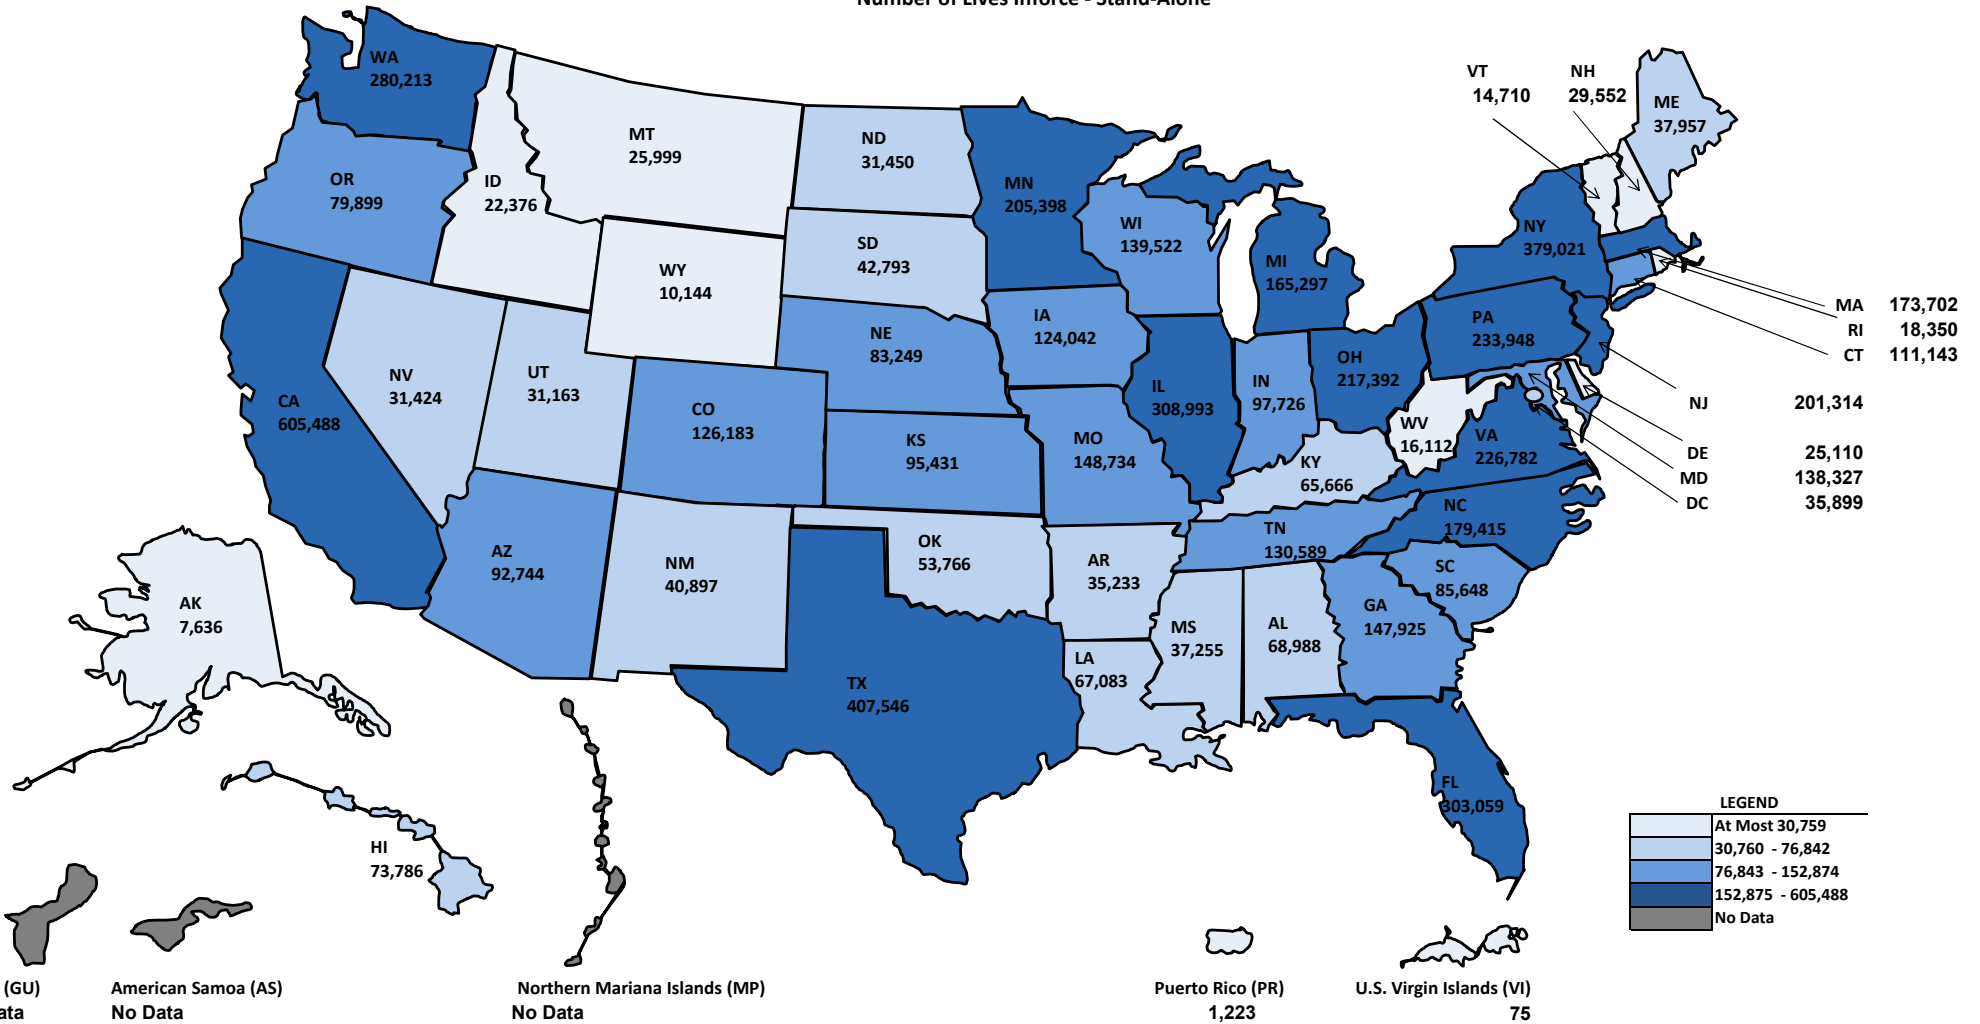 Number of Lives Inforce - Stand-Alone
WA
280,213
MT
25,999
ND
31,450
MN
205,398
VT
14,710
NH
29,552
ME
37,957
OR
79,899
ID
22,376
SD
42,793
WY
10,144
WI
139,522
MI
165,297
NY
379,021
MA 173,702
RI 18,350
CT 111,143
NJ 201,314
DE 25,110
MD 138,327
DC 35,899
PA
233,948
IA
124,042
NE
83,249
OH
217,392
IN
97,726
IL
308,993
NV
31,424
UT
31,163
CA
605,488
CO
126,183
KS
95,431
MO
148,734
WV
16,112
VA
226,782
KY
65,666
NC
179,415
TN
130,589
AZ
92,744
NM
40,897
OK
53,766
AR
35,233
SC
85,648
GA
147,925
MS
37,255
AL
68,988
LA
67,083
TX
407,546
FL
303,059
AK
7,636
HI
73,786
LEGEND
At Most 30,759
30,760 - 76,842
76,843 - 152,874
152,875 - 605,488
No Data
(GU)
American Samoa (AS)
No Data
Northern Mariana Islands (MP)
No Data
Puerto Rico (PR)
1,223
U.S. Virgin Islands (VI)
75